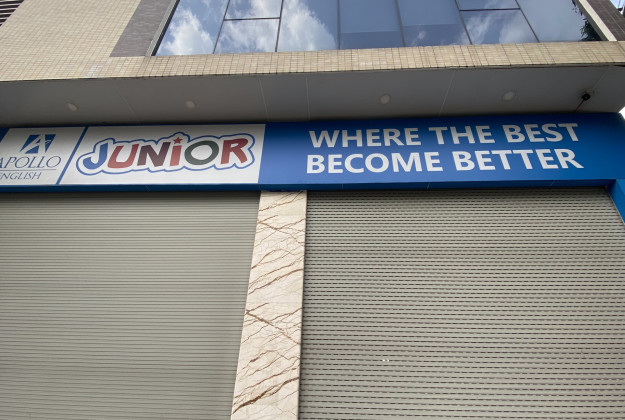 APOLLO
ENGLISH
JUNIOR
WHERE THE BEST
BECOME BETTER